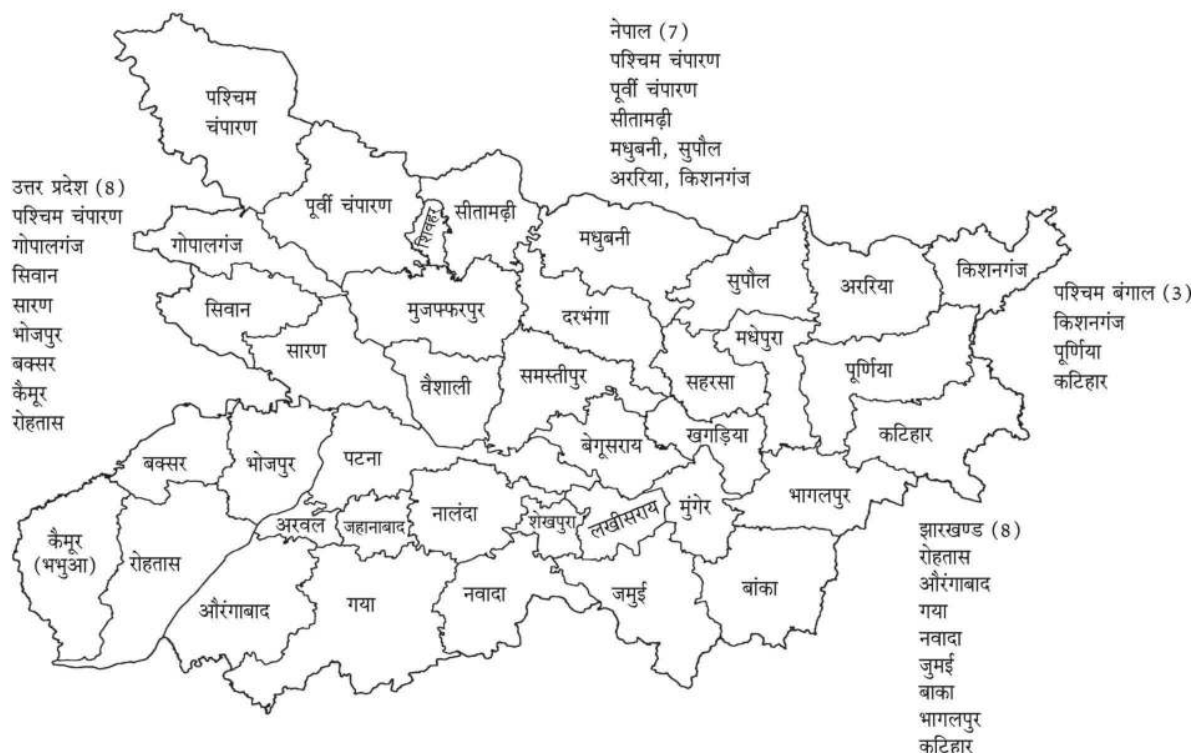 नेपाल (7)
पश्चिम चंपारण
पूर्वी चंपारण
सीतामढ़ी
मधुबनी, सुपौल
अररिया, किशनगंज
उत्तर प्रदेश (8)
पश्चिम चंपारण
गोपालगंज
सिवान
सारण
भोजपुर
बक्सर
कैमूर
रोहतास
पश्चिम
चंपारण
पूर्वी चंपारण
शिवहर
सीतामढ़ी
मधुबनी
गोपालगंज
सिवान
सारण
मुजफ्फरपुर
दरभंगा
सुपौल
अररिया
किशनगंज
वैशाली
समस्तीपुर
सहरसा
मधेपुरा
पूर्णिया
कटिहार
बक्सर
भोजपुर
पटना
बेगूसराय
खगड़िया
भागलपुर
कैमूर
(भभुआ)
रोहतास
अरवल
जहानाबाद
नालंदा
शेखपुरा
लखीसराय
मुंगेर
औरंगाबाद
गया
नवादा
जमुई
बांका
पश्चिम बंगाल (3)
किशनगंज
पूर्णिया
कटिहार
झारखण्ड (8)
रोहतास
औरंगाबाद
गया
नवादा
जुमई
बाका
भागलपुर
कटिहार